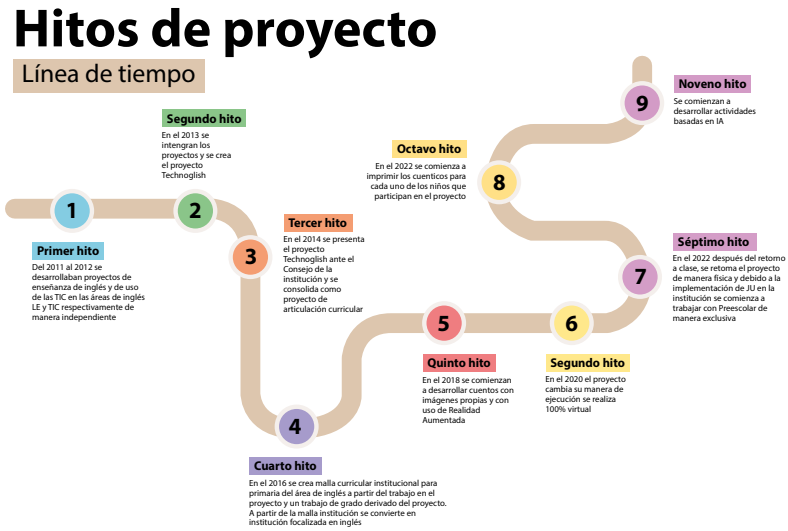 Hitos de proyecto
Línea de tiempo
1
Primer hito
Del 2011 al 2012 se
desarrollaban proyectos de
enseñanza de inglés y de uso
de las TIC en las áreas de inglés
LE y TIC respectivamente de
manera independiente
2
Segundo hito
En el 2013 se
intengran los
proyectos y se crea
el proyecto
Technoglish
3
Tercer hito
En el 2014 se presenta
el proyecto
Technoglish ante el
Consejo de la
institución y se
consolida como
proyecto de
articulación curricular
4
Cuarto hito
En el 2016 se crea malla curricular institucional para
primaria del área de inglés a partir del trabajo en el
proyecto y un trabajo de grado derivado del proyecto.
A partir de la malla institución se convierte en
institución focalizada en inglés
5
Quinto hito
En el 2018 se comienzan
a desarrollar cuentos con
imágenes propias y con
uso de Realidad
Aumentada
6
Segundo hito
En el 2020 el proyecto
cambia su manera de
ejecución se realiza
100% virtual
7
Séptimo hito
En el 2022 después del retorno
a clase, se retoma el proyecto
de manera física y debido a la
implementación de JU en la
institución se comienza a
trabajar con Preescolar de
manera exclusiva
8
Octavo hito
En el 2022 se comienza a
imprimir los cuenticos para
cada uno de los niños que
participan en el proyecto
9
Noveno hito
Se comienzan a
desarrollar actividades
basadas en IA